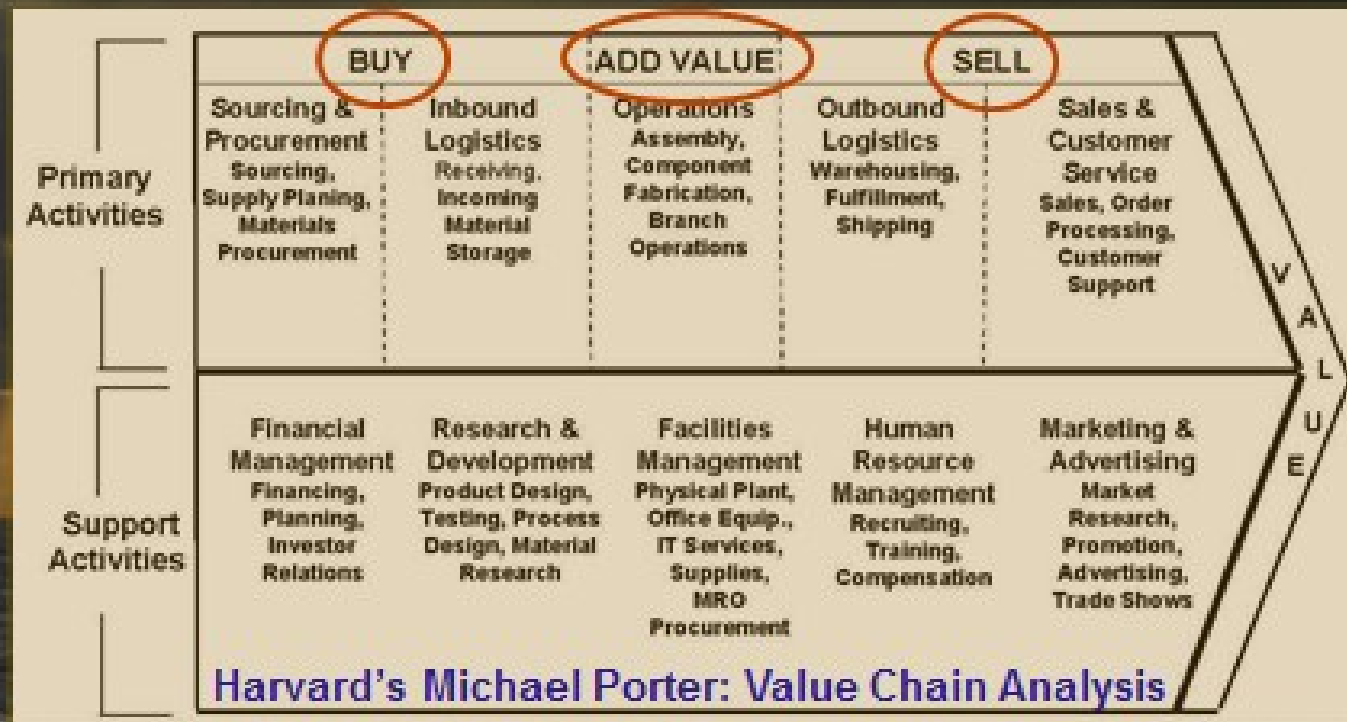 BUY
ADD VALUE
SELL
Primary
Activities
Sourcing &
Procurement
Sourcing,
Supply Planing,
Materials
Procurement
Inbound
Logistics
Receiving,
Incoming
Material
Storage
Operations
Assembly,
Component
Fabrication,
Branch
Operations
Outbound
Logistics
Warehousing,
Fulfillment,
Shipping
Sales &
Customer
Service
Sales, Order
Processing,
Customer
Support
Support
Activities
Financial
Management
Financing,
Planning,
Investor
Relations
Research &
Development
Product Design,
Testing, Process
Design, Material
Research
Facilities
Management
Physical Plant,
Office Equip.,
IT Services,
Supplies,
MRO
Procurement
Human
Resource
Management
Recruiting,
Training,
Compensation
Marketing &
Advertising
Market
Research,
Promotion,
Advertising,
Trade Shows
VALUE
Harvard's Michael Porter: Value Chain Analysis